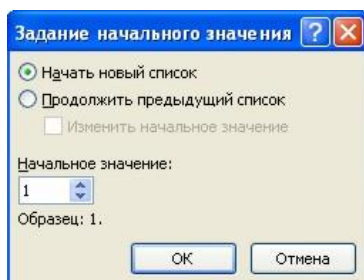 Задание начального значения
Начать новый список
Продолжить предыдущий список
Изменить начальное значение
Начальное значение:
1
Образец: 1.
ОК Отмена